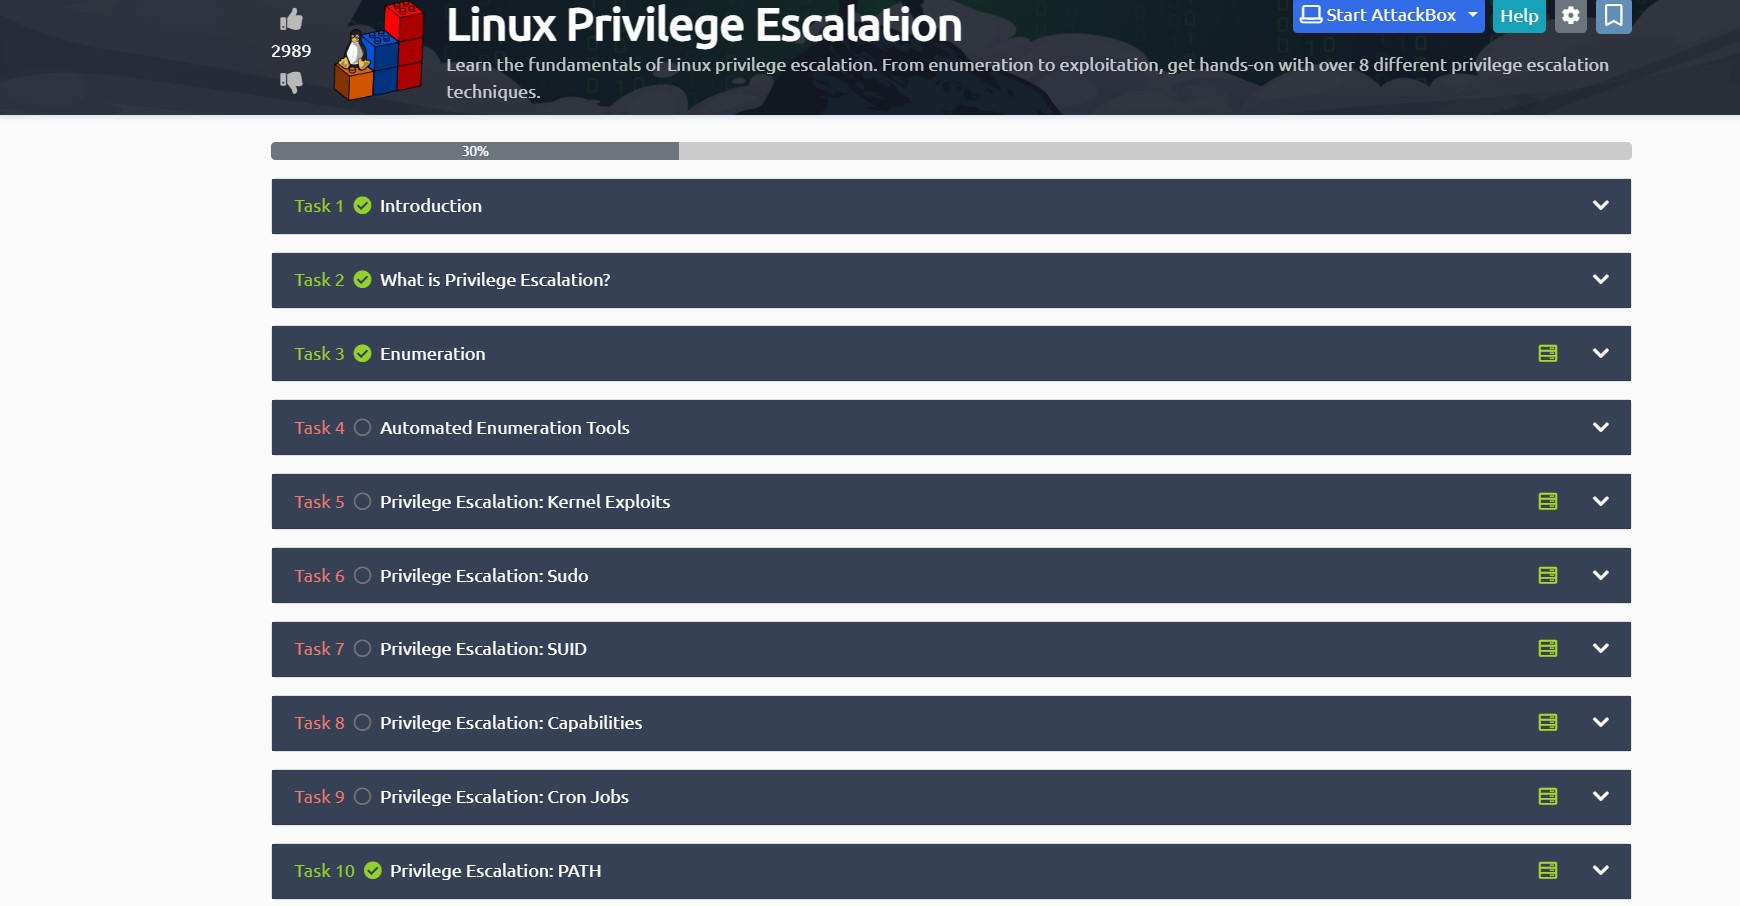 Linux Privilege Escalation
Start AttackBox
Help
2989
Learn the fundamentals of Linux privilege escalation. From enumeration to exploitation, get hands-on with over 8 different privilege escalation
techniques.
30%
Task 1 Introduction
Task 2 What is Privilege Escalation?
Task 3 Enumeration
Task 4 Automated Enumeration Tools
Task 5 Privilege Escalation: Kernel Exploits
Task 6 Privilege Escalation: Sudo
Task 7 Privilege Escalation: SUID
Task 8 Privilege Escalation: Capabilities
Task 9 Privilege Escalation: Cron Jobs
Task 10 Privilege Escalation: PATH